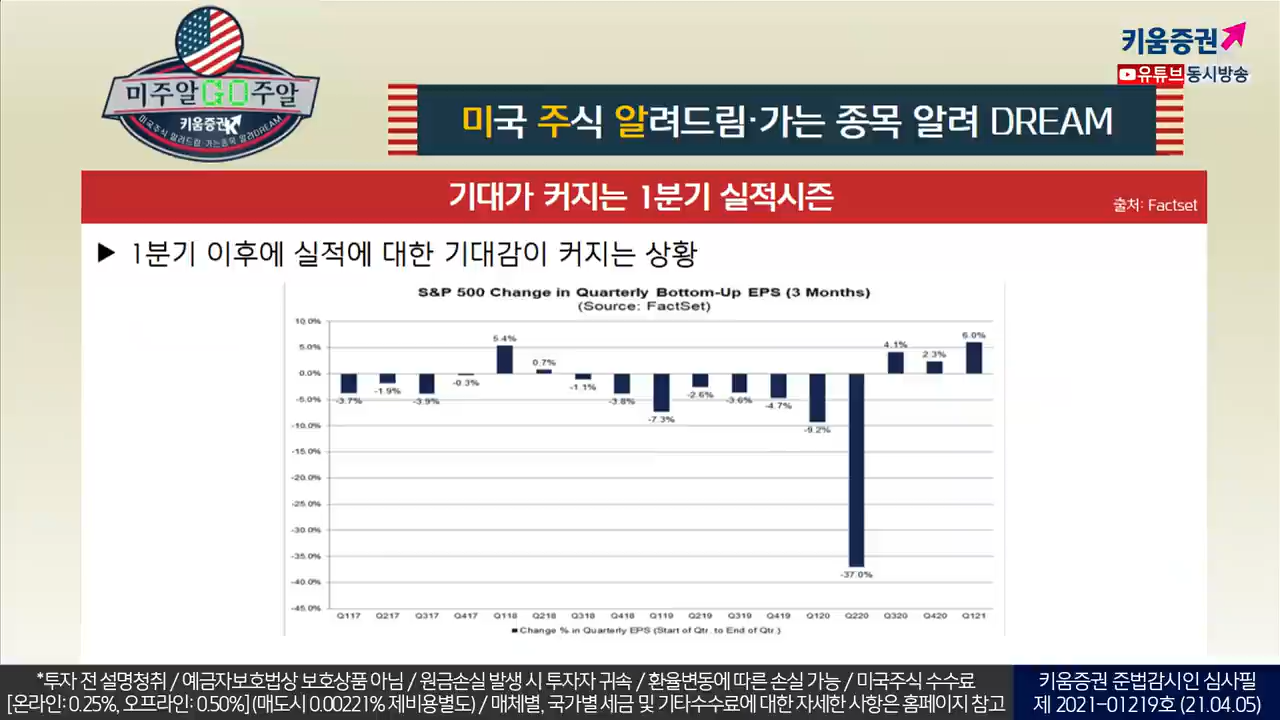 미주알GO주알
키움증권
미국주식 알려드림·가는종목 알려DREAM
키움증권
유튜브 동시방송
미국 주식 알려드림·가는 종목 알려 DREAM
기대가 커지는 1분기 실적시즌
출처: Factset
▶ 1분기 이후에 실적에 대한 기대감이 커지는 상황
S&P 500 Change in Quarterly Bottom-Up EPS (3 Months)
(Source: FactSet)
10.0%
5.0%
0.0%
-5.0%
-10.0%
-15.0%
-20.0%
-25.0%
-30.0%
-35.0%
-40.0%
-45.0%
-3.7% -1.9% -3.9% -0.3% 5.4% 0.7% -1.1% -3.8% -7.3% -2.6% -3.6% -4.7% -9.2% -37.0% 4.1% 2.3% 6.0%
Q117 Q217 Q317 Q417 Q118 Q218 Q318 Q418 Q119 Q219 Q319 Q419 Q120 Q220 Q320 Q420 Q121
Change % in Quarterly EPS (Start of Qtr. to End of Qtr.)
*투자 전 설명청취 / 예금자보호법상 보호상품 아님 / 원금손실 발생 시 투자자 귀속 / 환율변동에 따른 손실 가능 / 미국주식 수수료
[온라인: 0.25%, 오프라인: 0.50%] (매도시 0.00221% 제비용별도) / 매체별, 국가별 세금 및 기타수수료에 대한 자세한 사항은 홈페이지 참고
키움증권 준법감시인 심사필
제 2021-01219호 (21.04.05)